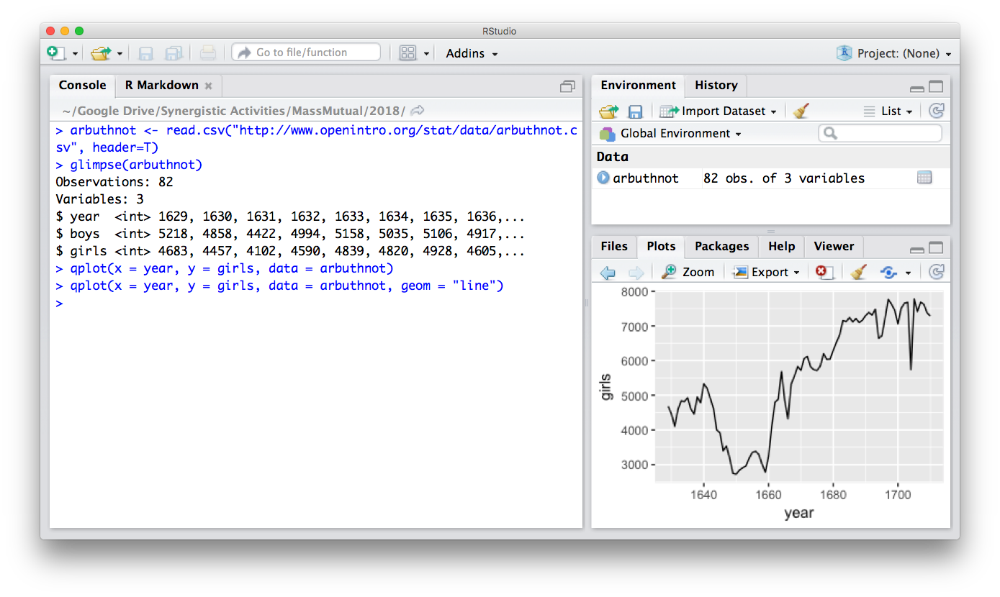 RStudio
Go to file/function
Addins
Project: (None)
Console
R Markdown
~/Google Drive/Synergistic Activities/MassMutual/2018/
> arbuthnot <- read.csv("http://www.openintro.org/stat/data/arbuthnot.c
sv", header=T)
> glimpse(arbuthnot)
Observations: 82
Variables: 3
$ year  <int> 1629, 1630, 1631, 1632, 1633, 1634, 1635, 1636,...
$ boys  <int> 5218, 4858, 4422, 4994, 5158, 5035, 5106, 4917,...
$ girls <int> 4683, 4457, 4102, 4590, 4839, 4820, 4928, 4605,...
> qplot(x = year, y = girls, data = arbuthnot)
> qplot(x = year, y = girls, data = arbuthnot, geom = "line")
>
Environment
History
Import Dataset
List
Global Environment
Data
arbuthnot 82 obs. of 3 variables
Files
Plots
Packages
Help
Viewer
Zoom
Export
8000
7000
6000
5000
4000
3000
girls
1640 1660 1680 1700
year